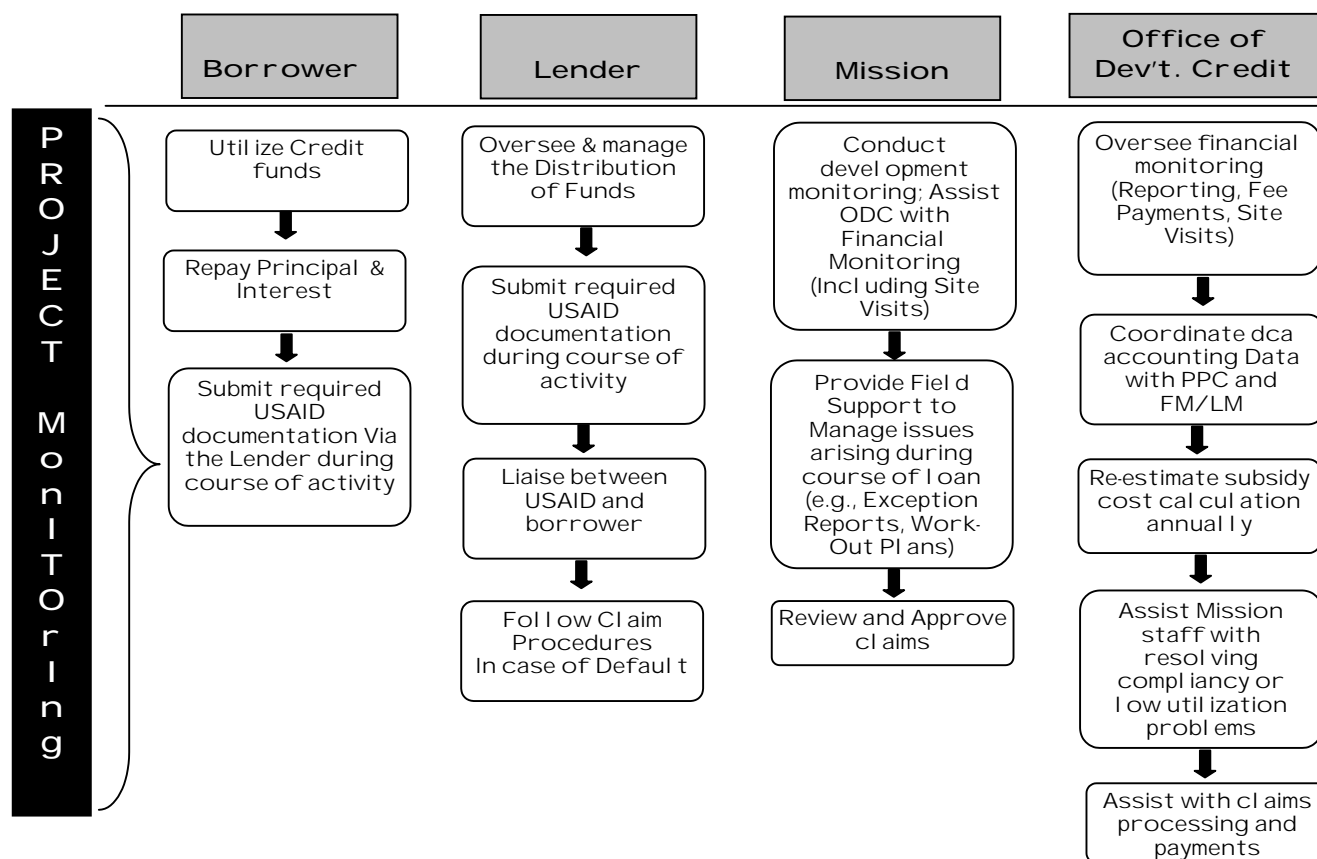 Borrower
Lender
Mission
Office of
Dev't. Credit
PROJECT MonITOrIng
Utilize Credit
funds
Repay Principal &
Interest
Submit required
USAID
documentation Via
the Lender during
course of activity
Oversee & manage
the Distribution
of Funds
Submit required
USAID
documentation
during course of
activity
Liaise between
USAID and
borrower
Follow Claim
Procedures
In case of Default
Conduct
development
monitoring; Assist
ODC with
Financial
Monitoring
(Including Site
Visits)
Provide Field
Support to
Manage issues
arising during
course of loan
(e.g., Exception
Reports, Work-
Out Plans)
Review and Approve
claims
Oversee financial
monitoring
(Reporting, Fee
Payments, Site
Visits)
Coordinate dca
accounting Data
with PPC and
FM/LM
Re-estimate subsidy
cost calculation
annually
Assist Mission
staff with
resolving
compliancy or
low utilization
problems
Assist with claims
processing and
payments